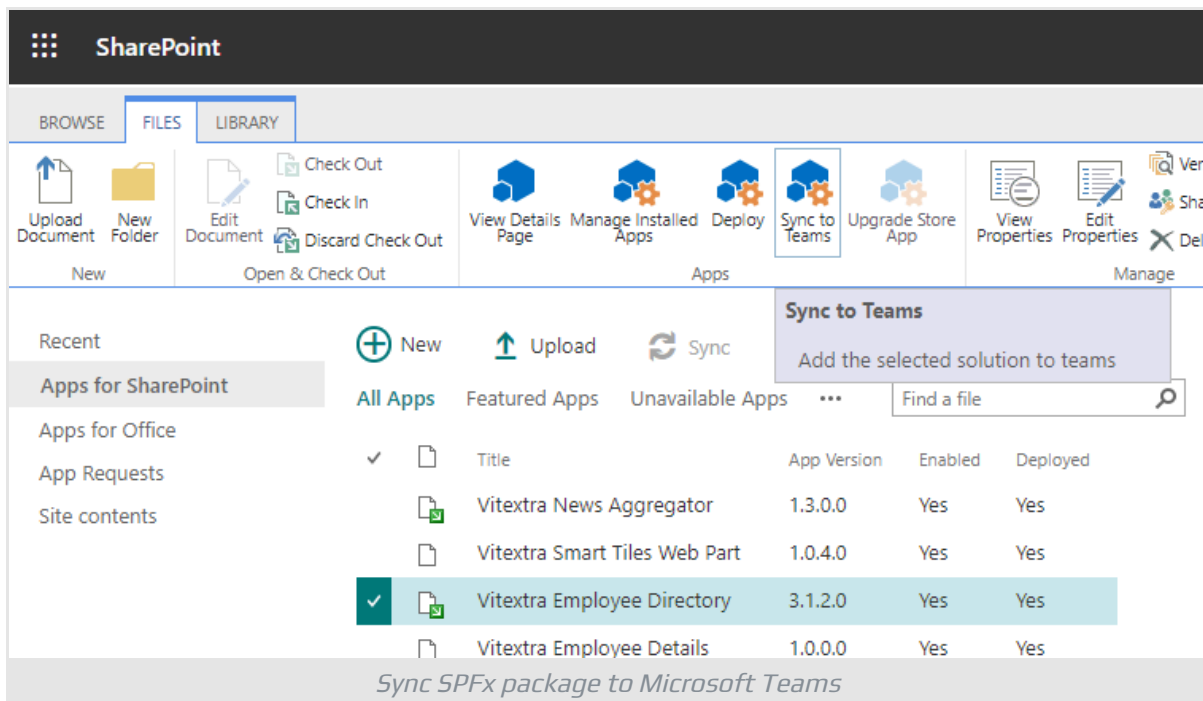 SharePoint
BROWSE FILES LIBRARY
Upload Document
New Folder
New
Edit Document
Check Out
Check In
Discard Check Out
Open & Check Out
View Details Page
Manage Installed Apps
Deploy
Sync to Teams
Upgrade Store App
Apps
View Properties
Edit Properties
Ver
Sha
Del
Manage
Sync to Teams
Add the selected solution to teams
Recent
Apps for SharePoint
Apps for Office
App Requests
Site contents
New Upload Sync
All Apps Featured Apps Unavailable Apps ••• Find a file
Title App Version Enabled Deployed
Vitextra News Aggregator 1.3.0.0 Yes Yes
Vitextra Smart Tiles Web Part 1.0.4.0 Yes Yes
Vitextra Employee Directory 3.1.2.0 Yes Yes
Vitextra Employee Details 1.0.0.0 Yes Yes
Sync SPFx package to Microsoft Teams